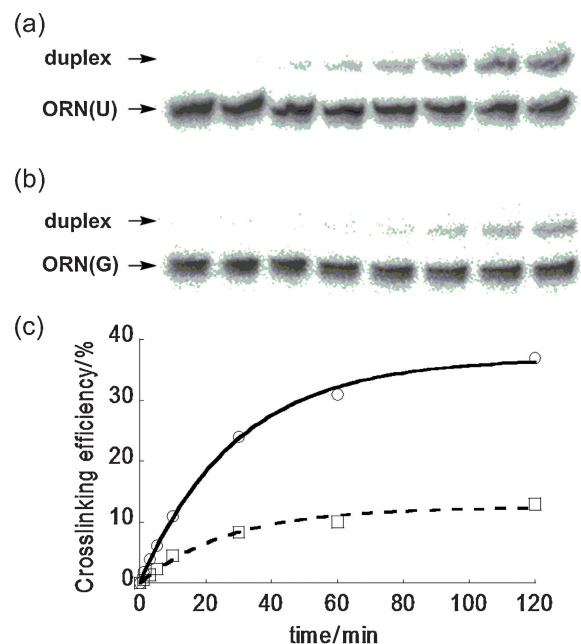 (a)
duplex
ORN(U)
(b)
duplex
ORN(G)
(c)
Crosslinking efficiency/%
40
30
20
10
0
0 20 40 60 80 100 120
time/min